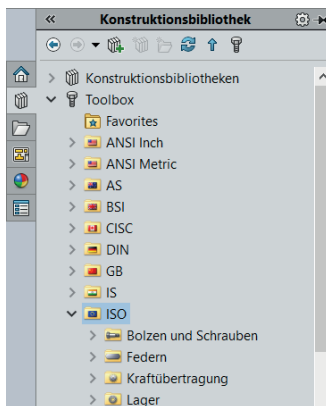 Konstruktionsbibliothek
Konstruktionsbibliotheken
Toolbox
Favorites
ANSI Inch
ANSI Metric
AS
BSI
CISC
DIN
GB
IS
ISO
Bolzen und Schrauben
Federn
Kraftübertragung
Lager